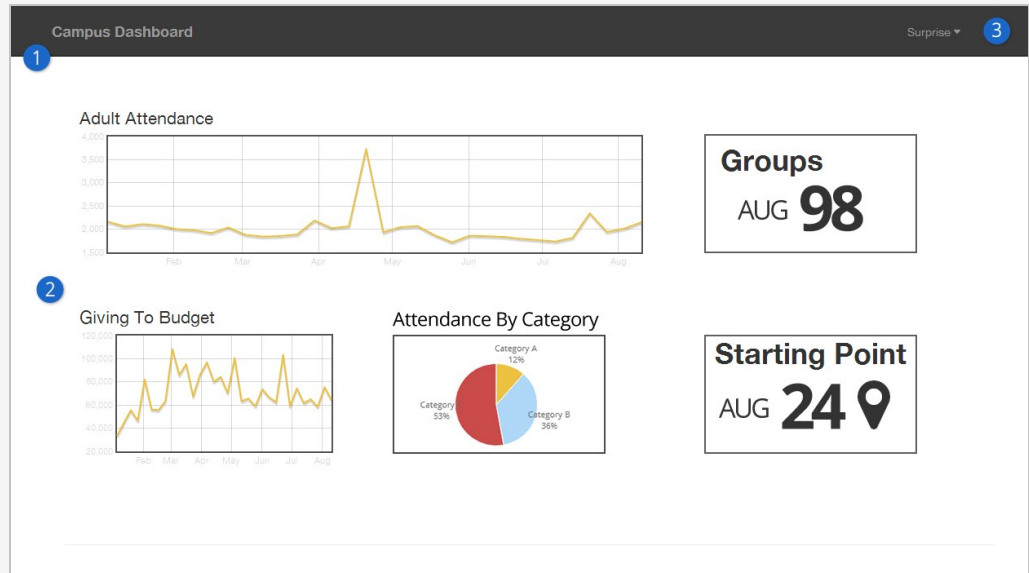 Campus Dashboard
Surprise
3
1
Adult Attendance
4,000
3,500
3,000
2,500
2,000
1,500
Feb Mar Apr May Jun Jul Aug
Groups
AUG 98
2
Giving To Budget
120,000
100,000
80,000
60,000
40,000
20,000
Feb Mar Apr May Jun Jul Aug
Attendance By Category
Category A
12%
Category B
36%
Category
53%
Starting Point
AUG 24